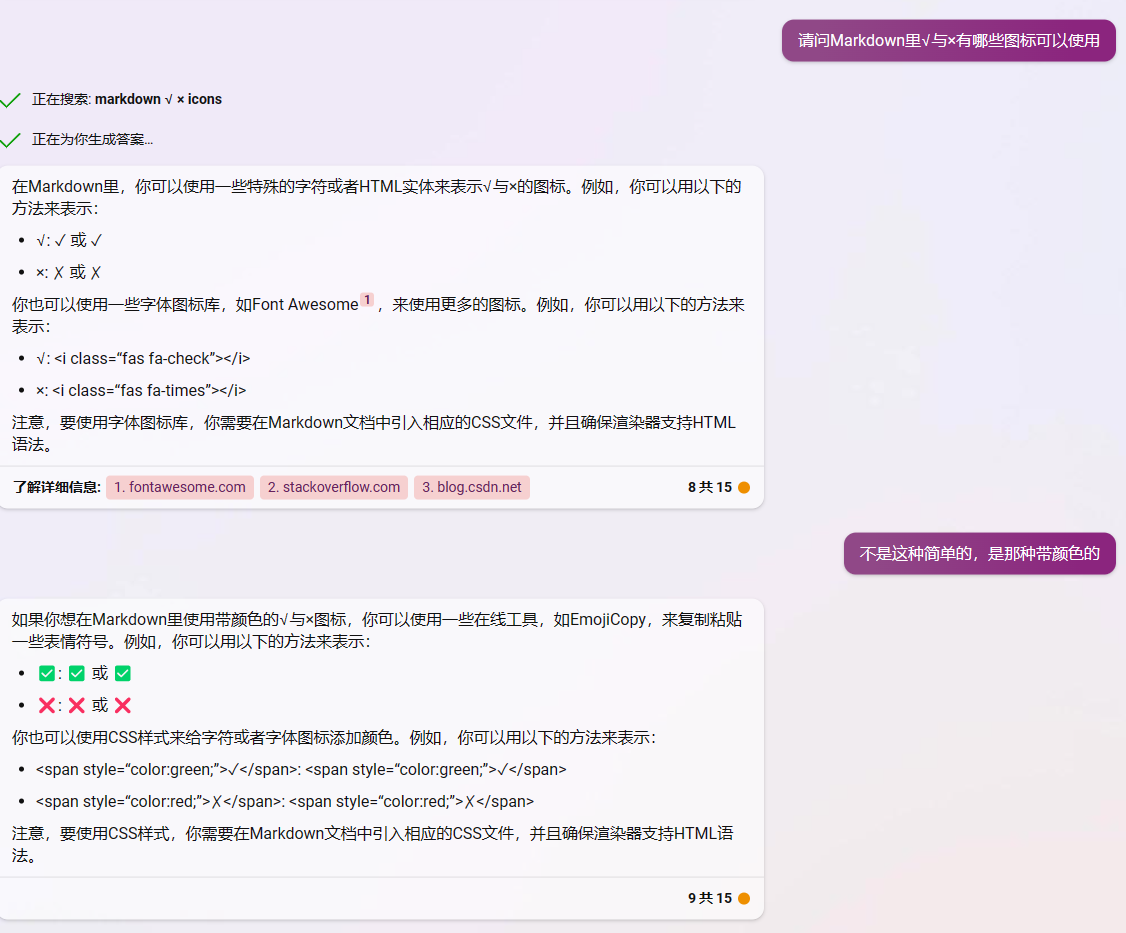 请问Markdown里√与×有哪些图标可以使用
正在搜索: markdown √ × icons
正在为你生成答案...
在Markdown里，你可以使用一些特殊的字符或者HTML实体来表示√与×的图标。例如，你可以用以下的
方法来表示：
• √: ✓ 或 ✓
• ×: ✗ 或 ✗
你也可以使用一些字体图标库，如Font Awesome 1 ，来使用更多的图标。例如，你可以用以下的方法来
表示：
• √: <i class=“fas fa-check”></i>
• ×: <i class=“fas fa-times”></i>
注意，要使用字体图标库，你需要在Markdown文档中引入相应的CSS文件，并且确保渲染器支持HTML
语法。
了解详细信息: 1. fontawesome.com 2. stackoverflow.com 3. blog.csdn.net 8 共 15
不是这种简单的，是那种带颜色的
如果你想在Markdown里使用带颜色的√与×图标，你可以使用一些在线工具，如EmojiCopy，来复制粘贴
一些表情符号。例如，你可以用以下的方法来表示：
• ✅: ✅ 或 ✅
• ❌: ❌ 或 ❌
你也可以使用CSS样式来给字符或者字体图标添加颜色。例如，你可以用以下的方法来表示：
• <span style=“color:green;”>✓</span>: <span style=“color:green;”>✓</span>
• <span style=“color:red;”>✗</span>: <span style=“color:red;”>✗</span>
注意，要使用CSS样式，你需要在Markdown文档中引入相应的CSS文件，并且确保渲染器支持HTML语
法。
9 共 15